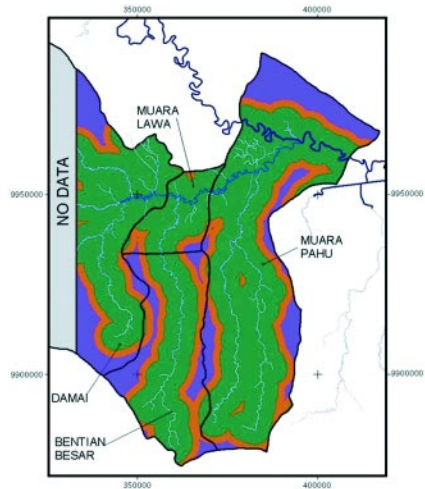 350000 400000
MUARA
LAWA
NO DATA
9950000 9950000
MUARA
PAHU
9900000 9900000
DAMAI
BENTIAN
BESAR
350000 400000